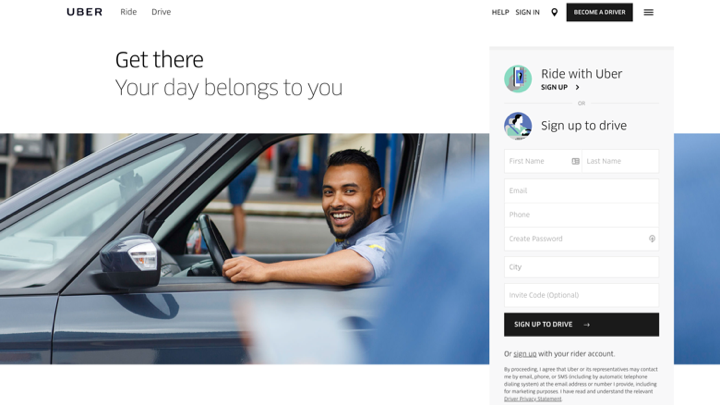 UBER Ride Drive HELP SIGN IN BECOME A DRIVER
Get there
Your day belongs to you
Ride with Uber
SIGN UP >
OR
Sign up to drive
First Name Last Name
Email
Phone
Create Password
City
Invite Code (Optional)
SIGN UP TO DRIVE →
Or sign up with your rider account.
By proceeding, I agree that Uber or its representatives may contact
me by email, phone, or SMS (including by automatic telephone
dialing system) at the email address or number I provide, including
for marketing purposes. I have read and understand the relevant
Driver Privacy Statement